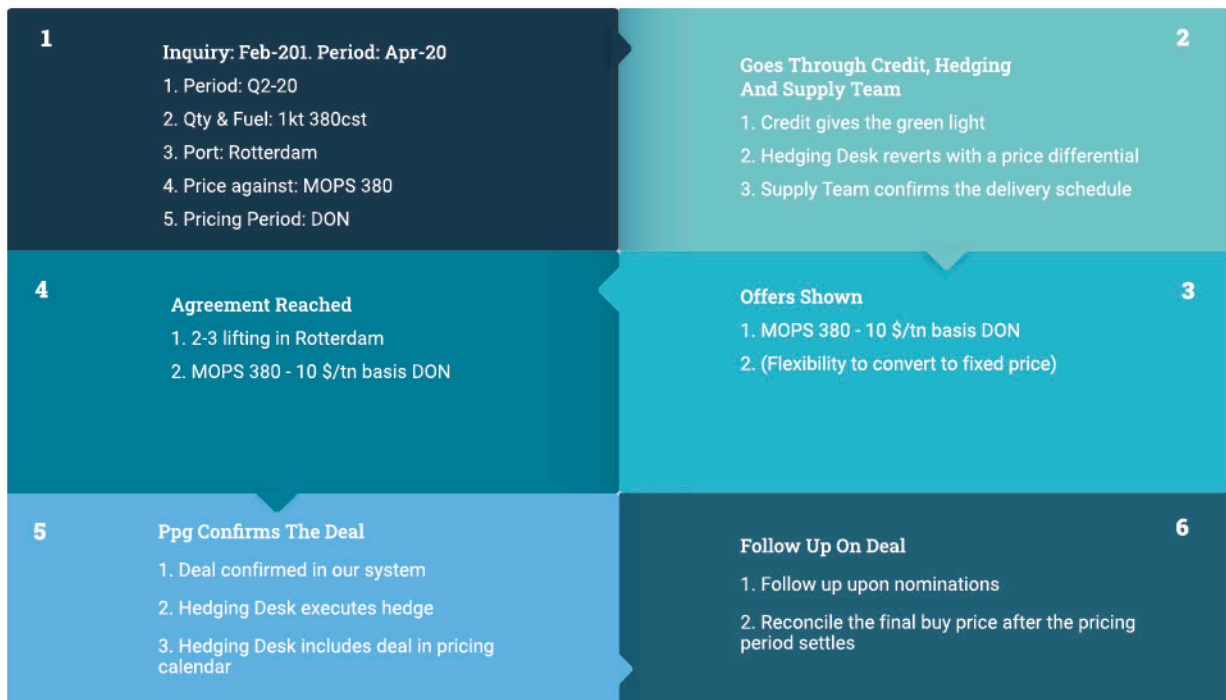 1
Inquiry: Feb-201. Period: Apr-20
1. Period: Q2-20
2. Qty & Fuel: 1kt 380cst
3. Port: Rotterdam
4. Price against: MOPS 380
5. Pricing Period: DON
2
Goes Through Credit, Hedging
And Supply Team
1. Credit gives the green light
2. Hedging Desk reverts with a price differential
3. Supply Team confirms the delivery schedule
3
Offers Shown
1. MOPS 380 - 10 $/tn basis DON
2. (Flexibility to convert to fixed price)
4
Agreement Reached
1. 2-3 lifting in Rotterdam
2. MOPS 380 - 10 $/tn basis DON
5
Ppg Confirms The Deal
1. Deal confirmed in our system
2. Hedging Desk executes hedge
3. Hedging Desk includes deal in pricing
calendar
6
Follow Up On Deal
1. Follow up upon nominations
2. Reconcile the final buy price after the pricing
period settles